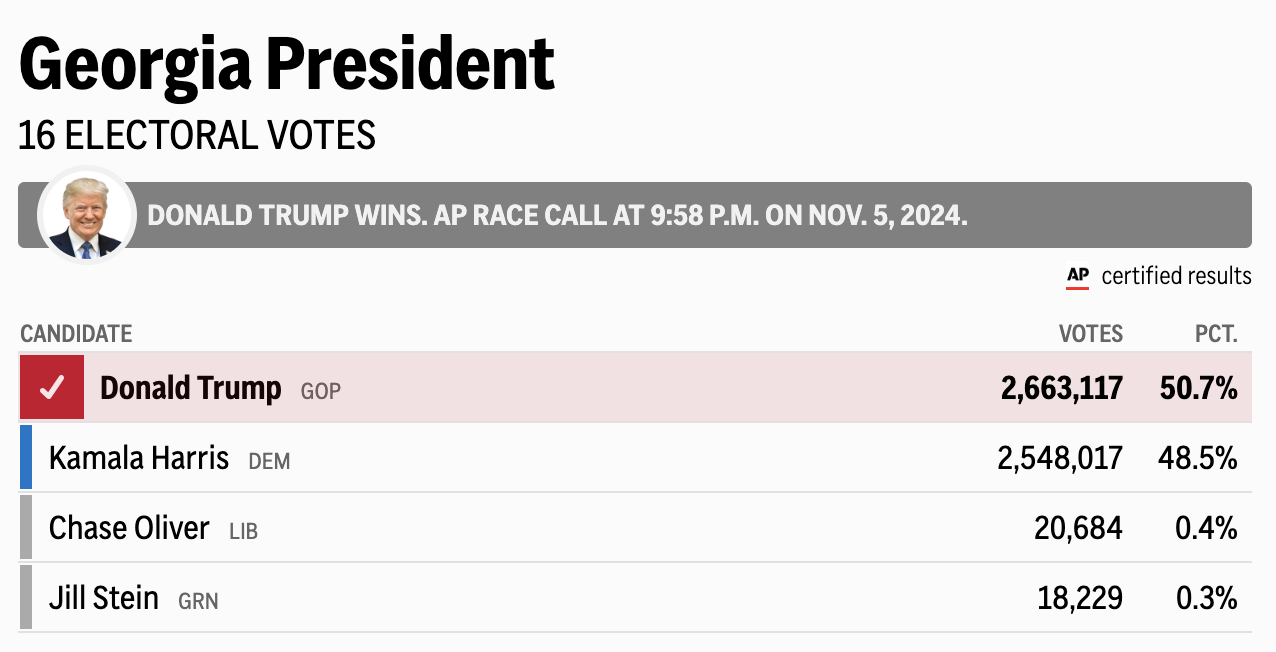 Georgia President
16 ELECTORAL VOTES
DONALD TRUMP WINS. AP RACE CALL AT 9:58 P.M. ON NOV. 5, 2024.
AP certified results
CANDIDATE VOTES PCT.
Donald Trump GOP 2,663,117 50.7%
Kamala Harris DEM 2,548,017 48.5%
Chase Oliver LIB 20,684 0.4%
Jill Stein GRN 18,229 0.3%